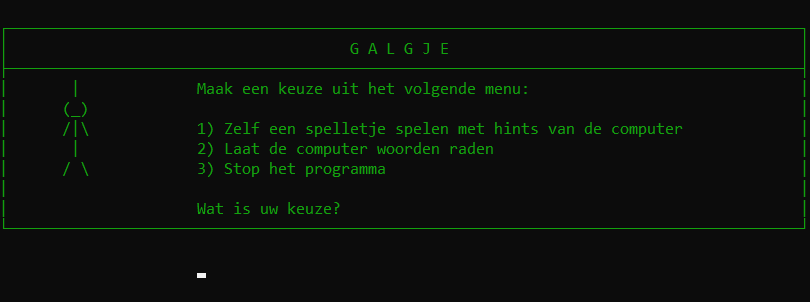 G A L G J E
Maak een keuze uit het volgende menu:
1) Zelf een spelletje spelen met hints van de computer
2) Laat de computer woorden raden
3) Stop het programma
Wat is uw keuze?